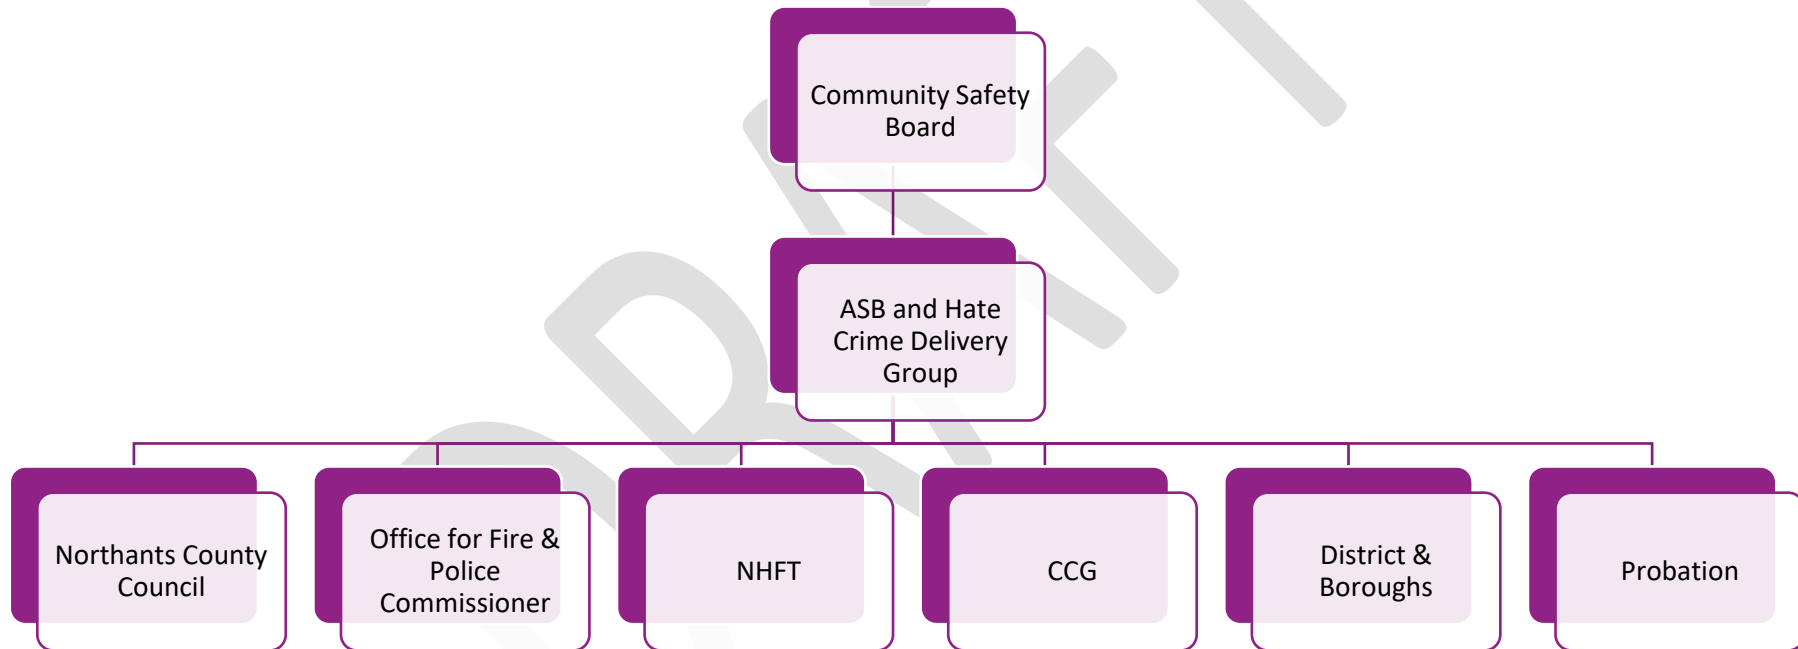 Community Safety
Board
ASB and Hate
Crime Delivery
Group
Northants County
Council
Office for Fire &
Police
Commissioner
NHFT
CCG
District &
Boroughs
Probation